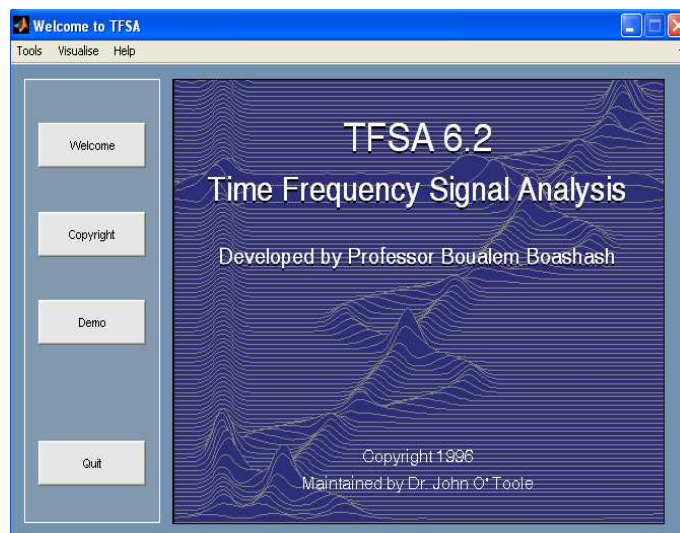 Welcome to TFSA
Tools Visualise Help
Welcome
Copyright
Demo
Quit
TFSA 6.2
Time Frequency Signal Analysis
Developed by Professor Boualem Boashash
Copyright 1996
Maintained by Dr. John O'Toole